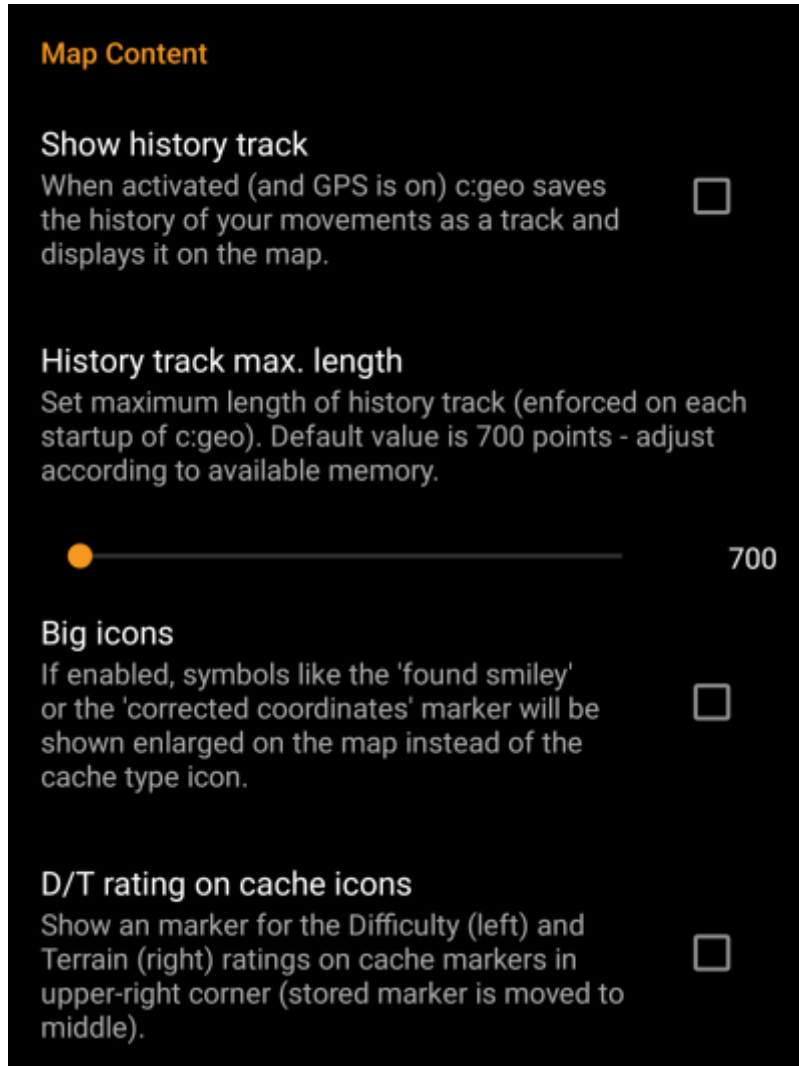 Map Content
Show history track
When activated (and GPS is on) c:geo saves
the history of your movements as a track and
displays it on the map.
History track max. length
Set maximum length of history track (enforced on each
startup of c:geo). Default value is 700 points - adjust
according to available memory.
700
Big icons
If enabled, symbols like the 'found smiley'
or the 'corrected coordinates' marker will be
shown enlarged on the map instead of the
cache type icon.
D/T rating on cache icons
Show an marker for the Difficulty (left) and
Terrain (right) ratings on cache markers in
upper-right corner (stored marker is moved to
middle).